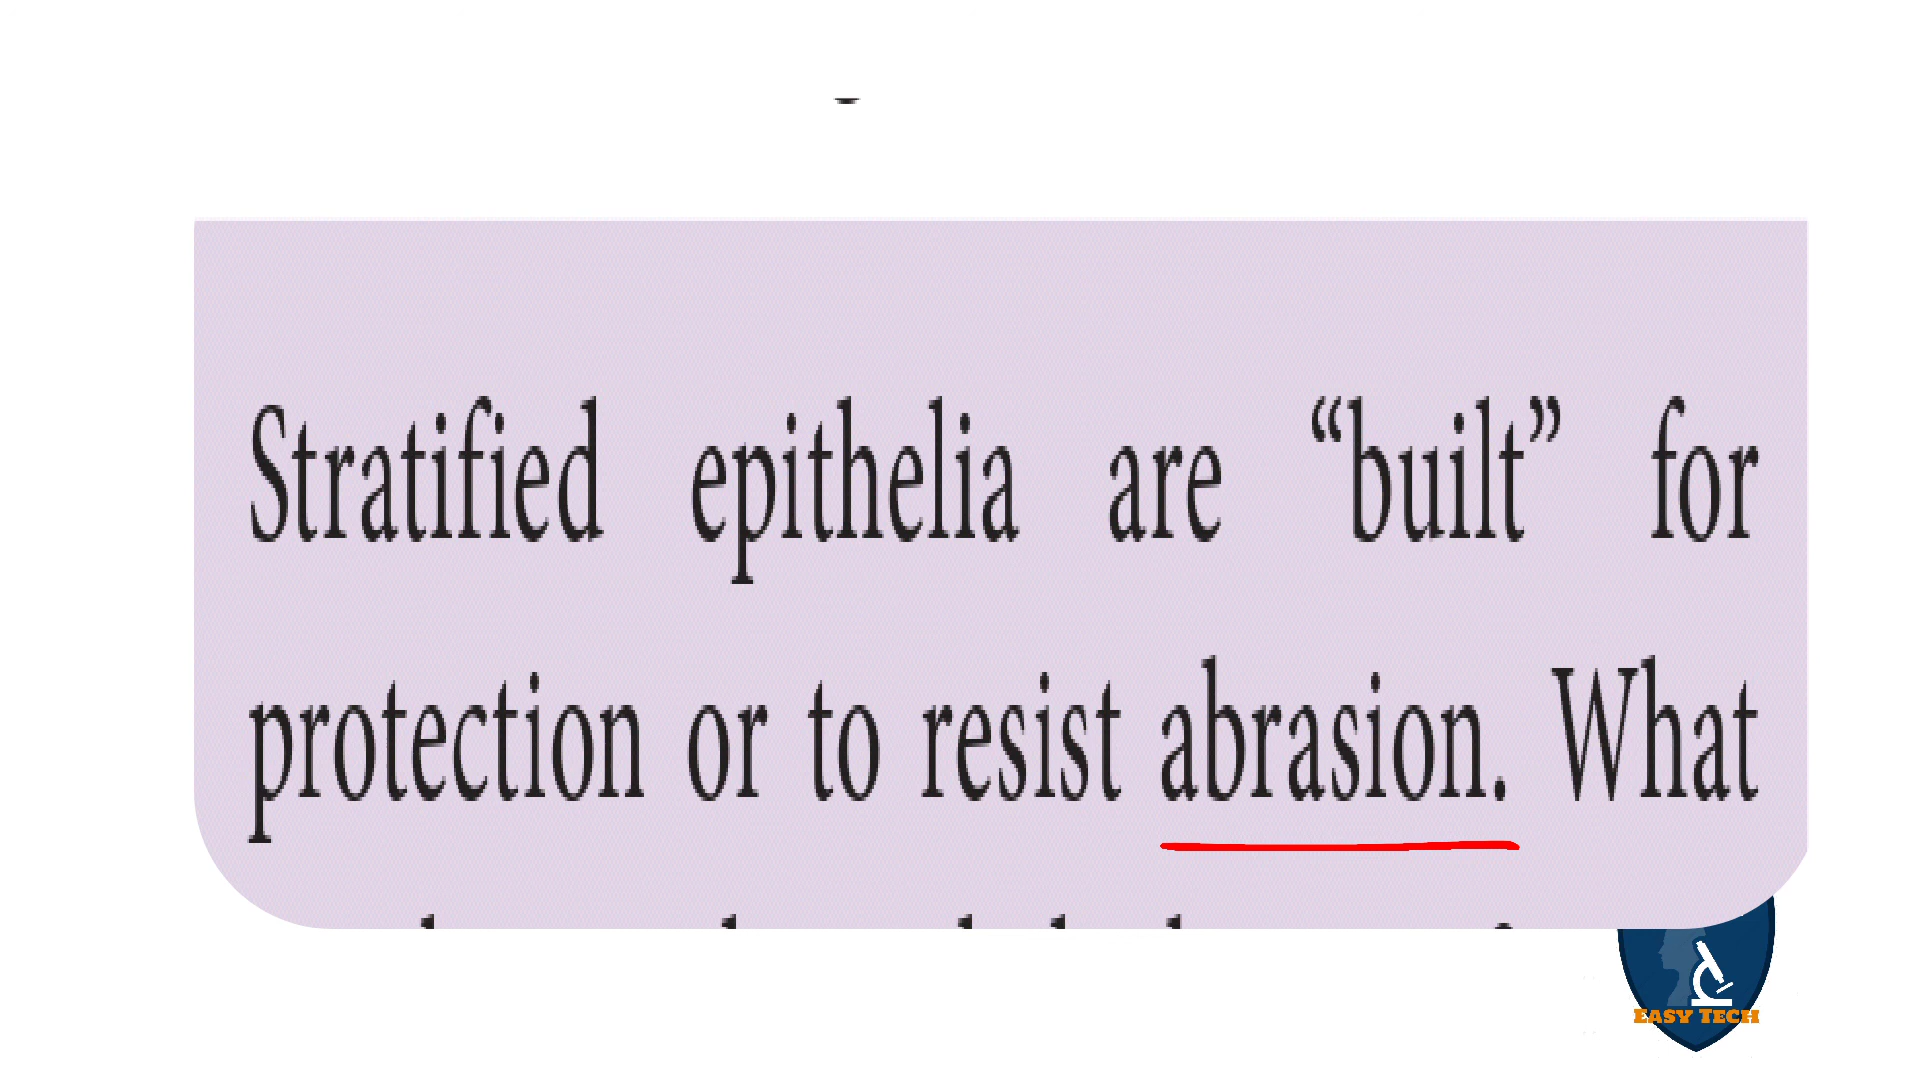 Stratified epithelia are “built” for
protection or to resist abrasion. What
EASY TECH